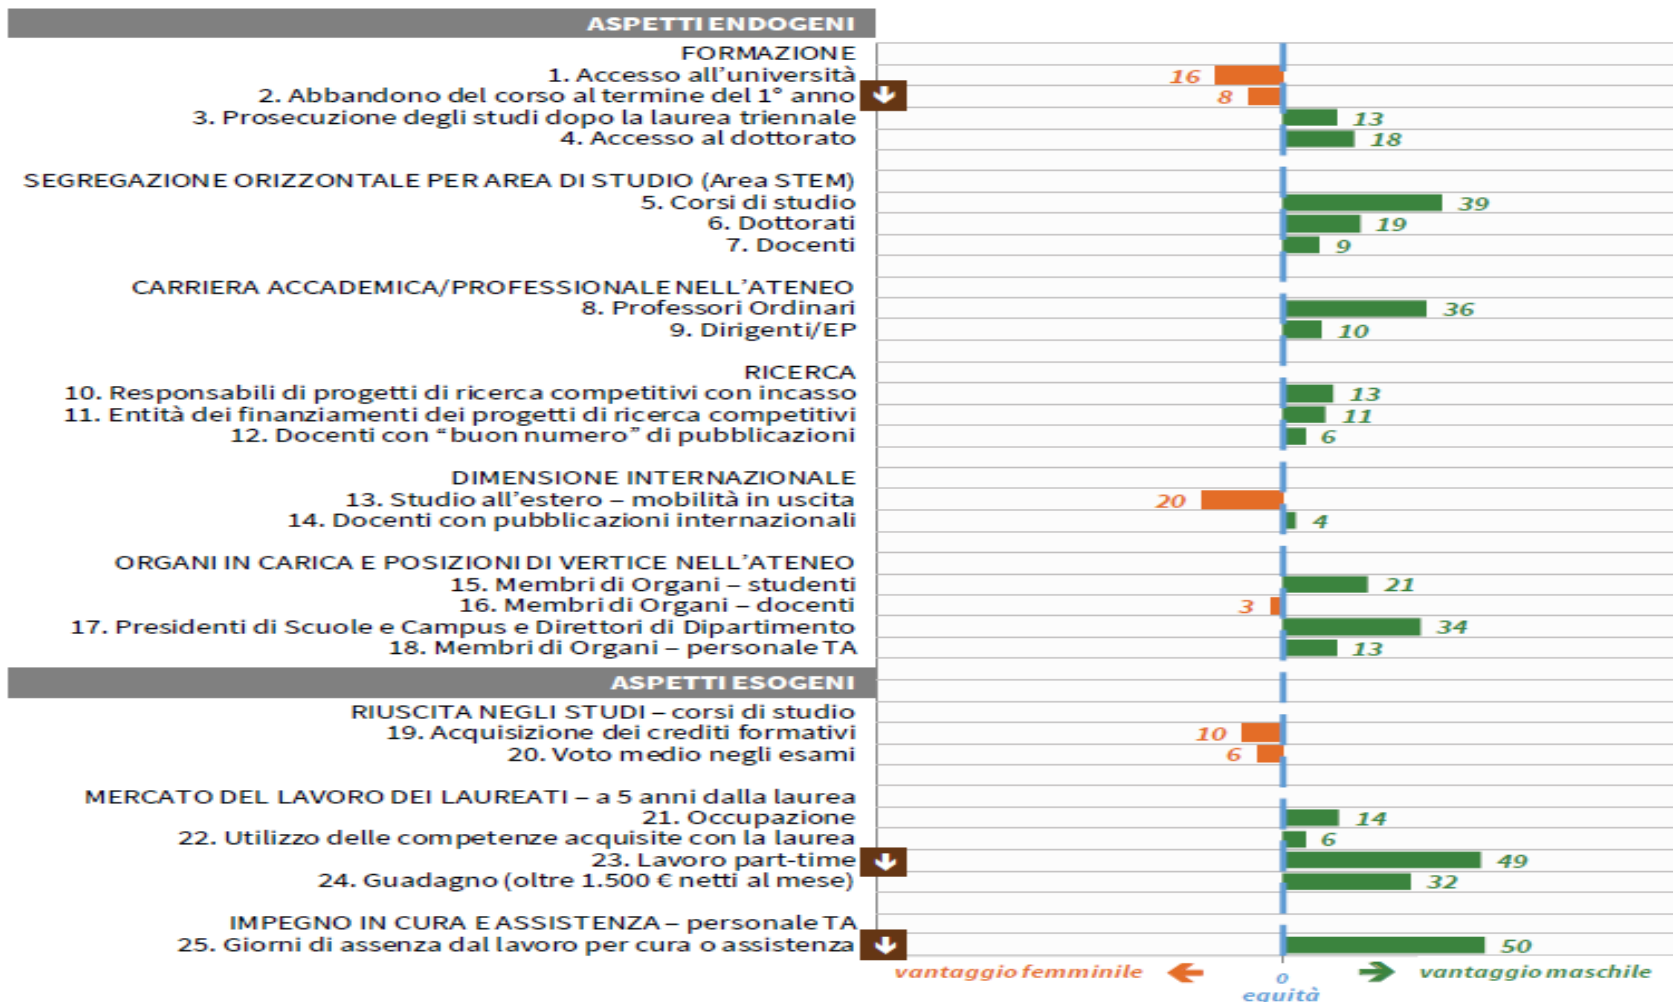 ASPETTI ENDOGENI
FORMAZIONE
1. Accesso all'università 16
2. Abbandono del corso al termine del 1° anno 8
3. Prosecuzione degli studi dopo la laurea triennale 13
4. Accesso al dottorato 18
SEGREGAZIONE ORIZZONTALE PER AREA DI STUDIO (Area STEM)
5. Corsi di studio 39
6. Dottorati 19
7. Docenti 9
CARRIERA ACCADEMICA/PROFESSIONALE NELL'ATENEO
8. Professori Ordinari 36
9. Dirigenti/EP 10
RICERCA
10. Responsabili di progetti di ricerca competitivi con incasso 13
11. Entità dei finanziamenti dei progetti di ricerca competitivi 11
12. Docenti con “buon numero” di pubblicazioni 6
DIMENSIONE INTERNAZIONALE
13. Studio all'estero – mobilità in uscita 20
14. Docenti con pubblicazioni internazionali 4
ORGANI IN CARICA E POSIZIONI DI VERTICE NELL'ATENEO
15. Membri di Organi – studenti 21
16. Membri di Organi – docenti 3
17. Presidenti di Scuole e Campus e Direttori di Dipartimento 34
18. Membri di Organi – personale TA 13
ASPETTI ESOGENI
RIUSCITA NEGLI STUDI – corsi di studio
19. Acquisizione dei crediti formativi 10
20. Voto medio negli esami 6
MERCATO DEL LAVORO DEI LAUREATI – a 5 anni dalla laurea
21. Occupazione 14
22. Utilizzo delle competenze acquisite con la laurea 6
23. Lavoro part-time 49
24. Guadagno (oltre 1.500 € netti al mese) 32
IMPEGNO IN CURA E ASSISTENZA – personale TA
25. Giorni di assenza dal lavoro per cura o assistenza 50
vantaggio femminile 0 vantaggio maschile
equità